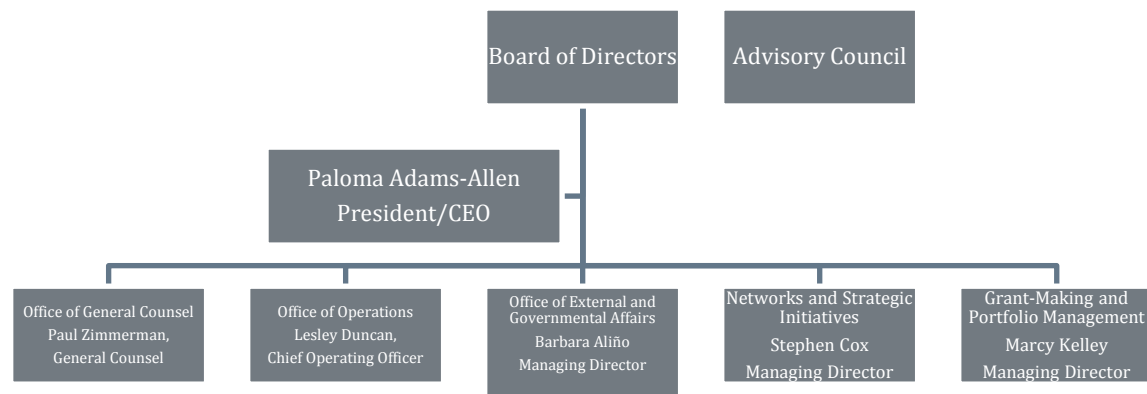 Board of Directors
Advisory Council
Paloma Adams-Allen
President/CEO
Office of General Counsel
Paul Zimmerman,
General Counsel
Office of Operations
Lesley Duncan,
Chief Operating Officer
Office of External and
Governmental Affairs
Barbara Aliño
Managing Director
Networks and Strategic
Initiatives
Stephen Cox
Managing Director
Grant-Making and
Portfolio Management
Marcy Kelley
Managing Director